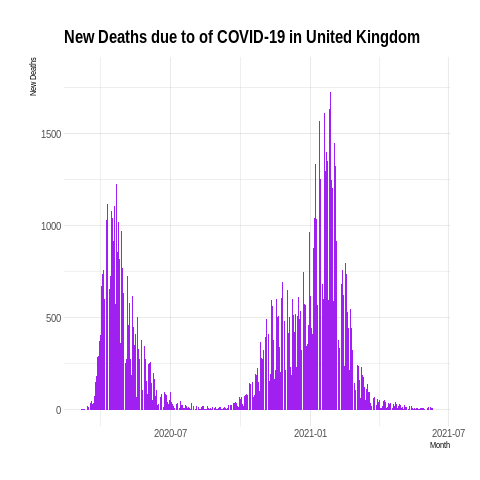 New Deaths due to of COVID-19 in United Kingdom
New Deaths
1500
1000
500
0
2020-07
2021-01
2021-07
Month